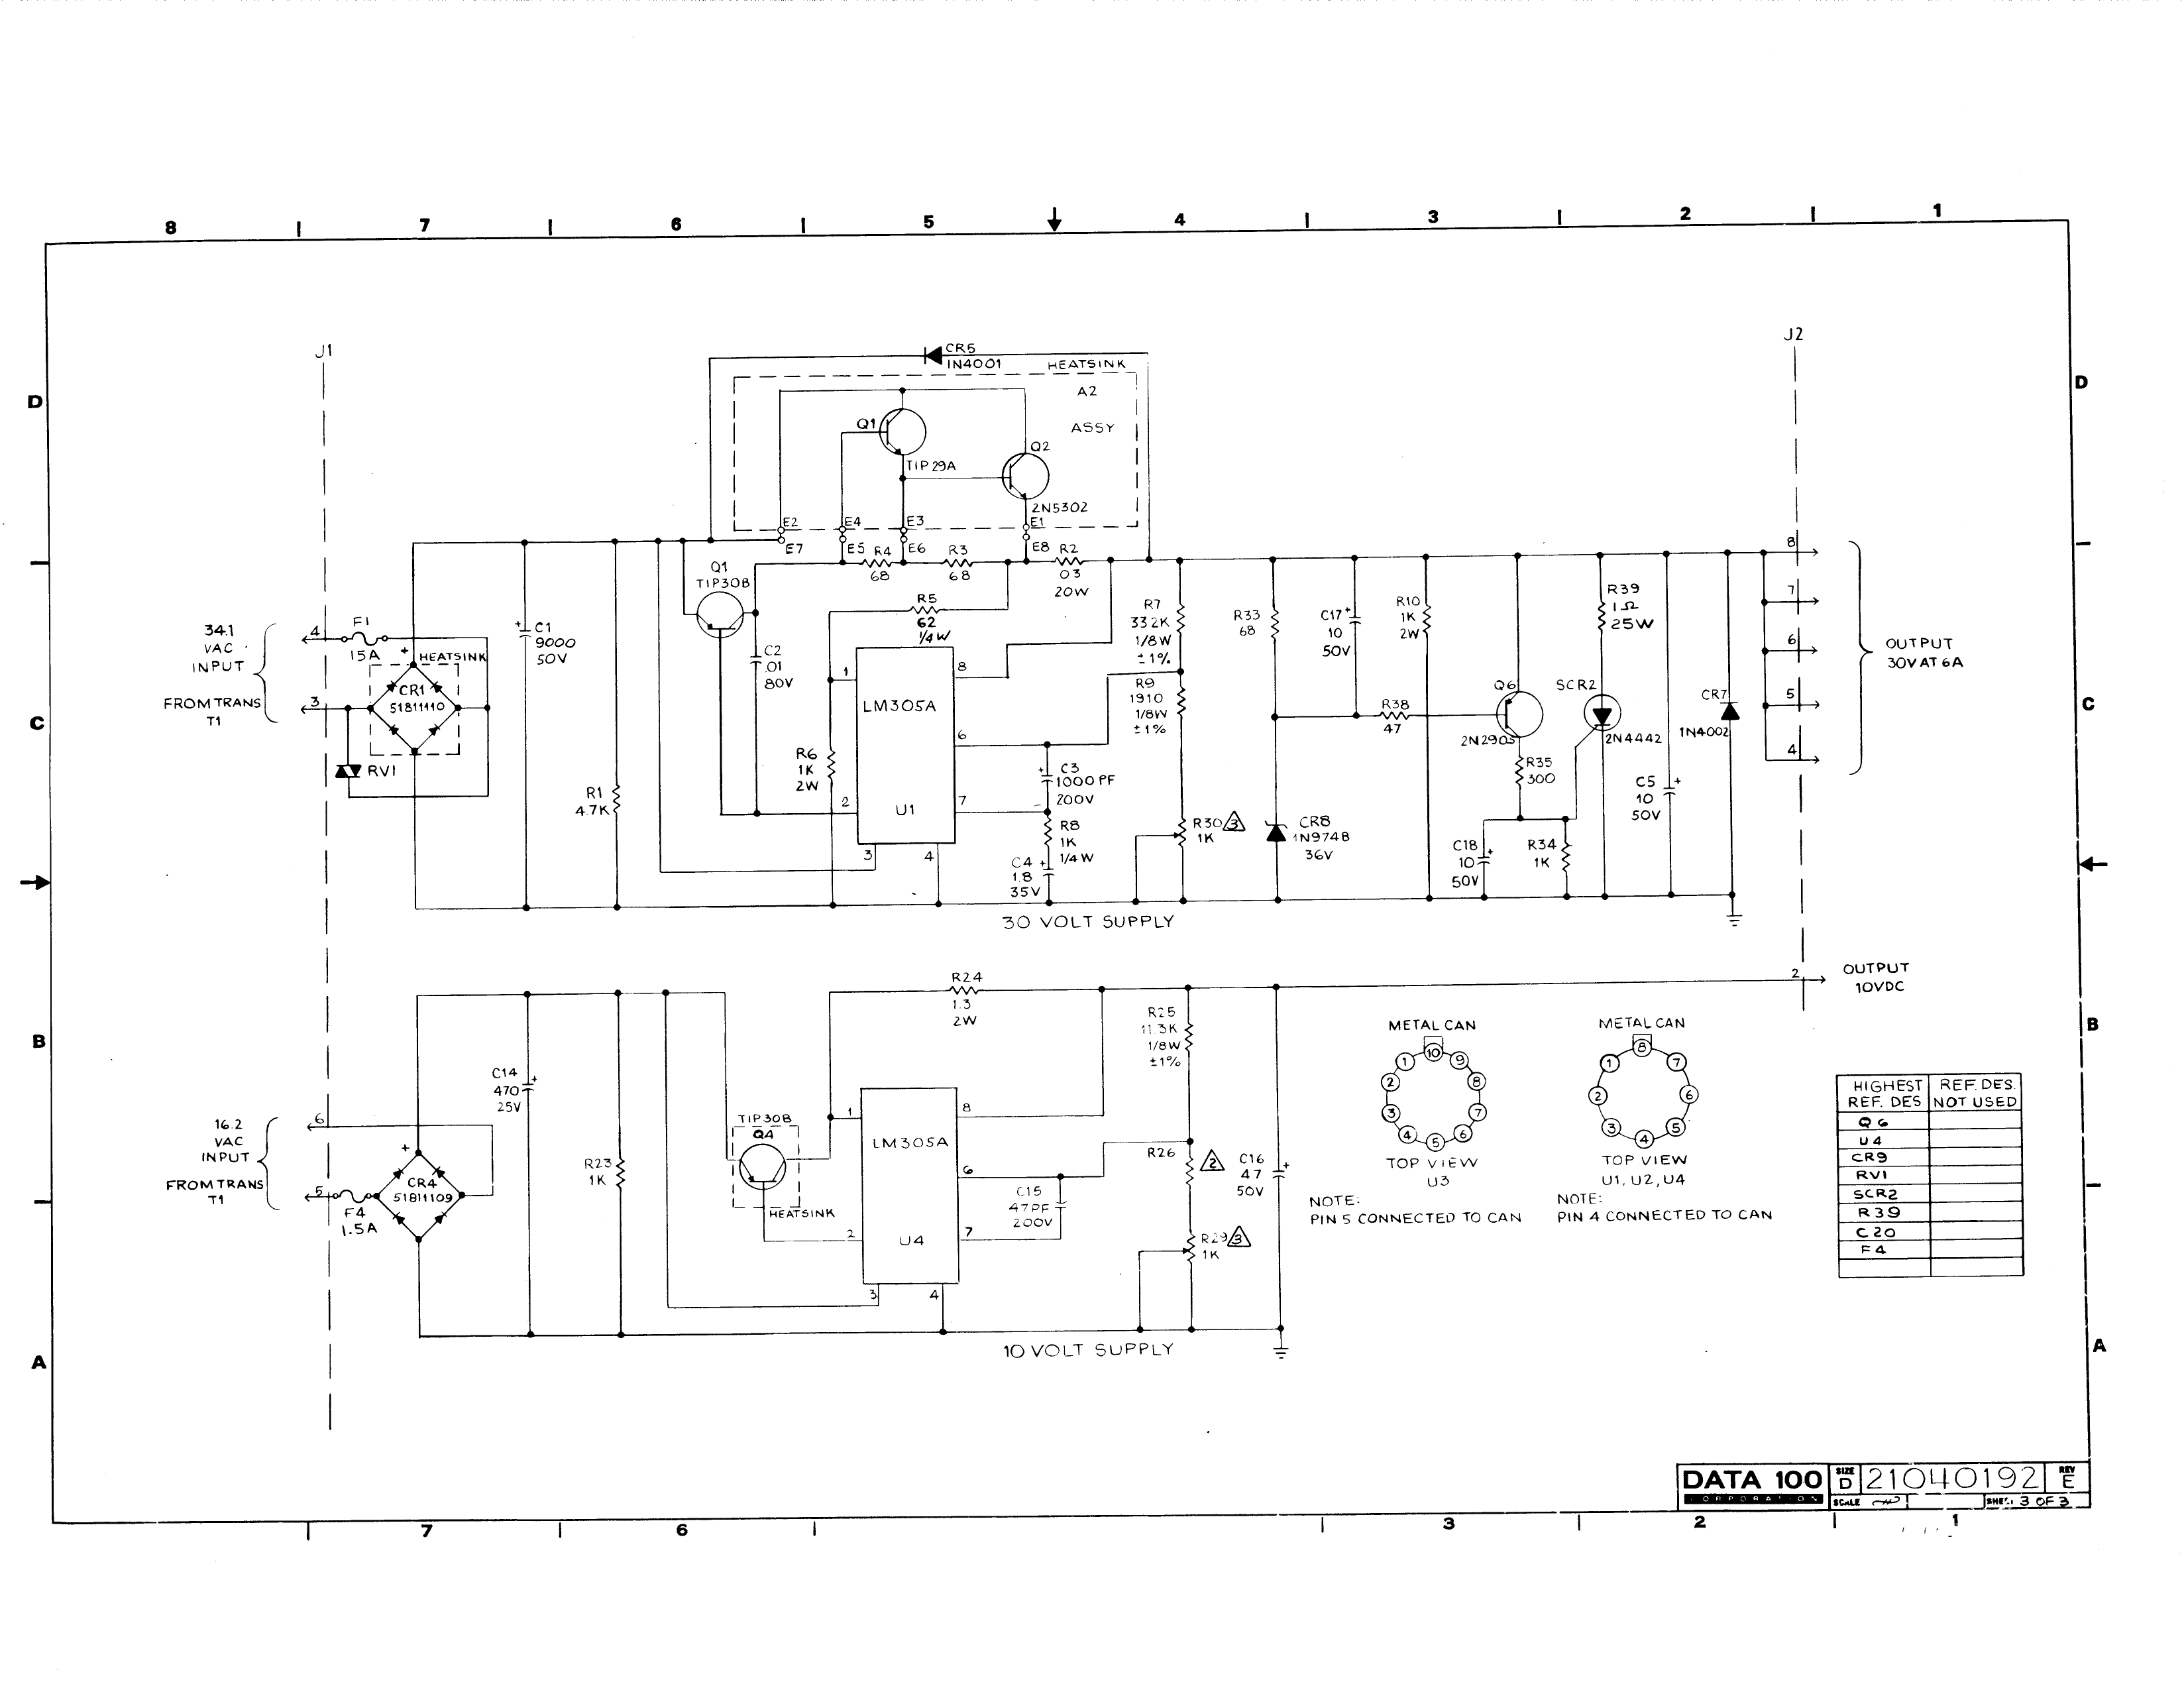 8 7 6 5 4 3 2 1
J1
J2
D
D
CR5
1N4001
HEATSINK
A2
ASSY
Q1
TIP29A
Q2
2N5302
E2 E4 E3 E1
E7 E5 E6 E8
R4
68
R3
68
R2
03
20W
Q1
TIP30B
R5
62
1/4W
34.1
VAC
INPUT
FROM TRANS
T1
4
3
F1
15A
+
HEATSINK
CR1
51811110
RV1
+
C1
9000
50V
R1
4.7K
C2
.01
80V
R6
1K
2W
LM305A
U1
1
2
3
4
8
6
7
+
C3
1000 PF
200V
R8
1K
1/4W
C4 +
1.8
35V
R7
332K
1/8W
±1%
R9
1910
1/8W
±1%
R30 3
1K
R33
68
CR8
1N974B
36V
C17 +
10
50V
R10
1K
2W
R38
47
Q6
2N2905
R35
300
SCR2
2N4442
R39
1Ω
25W
C18 +
10
50V
R34
1K
C5 +
10
50V
CR7
1N4002
8
7
6
5
4
OUTPUT
30V AT 6A
C
C
30 VOLT SUPPLY
B
B
16.2
VAC
INPUT
FROM TRANS
T1
6
5
F4
1.5A
+
CR4
51811109
C14 +
470
25V
R23
1K
TIP30B
Q4
HEATSINK
R24
1.3
2W
LM305A
U4
1
2
3
4
8
6
7
C15
47PF
200V
R25
11.3K
1/8W
±1%
R26 2
R29 3
1K
C16 +
47
50V
2
OUTPUT
10VDC
METAL CAN
1 2 3 4 5 6 7 8 9 10
TOP VIEW
U3
NOTE:
PIN 5 CONNECTED TO CAN
METAL CAN
1 2 3 4 5 6 7 8
TOP VIEW
U1, U2, U4
NOTE:
PIN 4 CONNECTED TO CAN
HIGHEST REF. DES
REF. DES. NOT USED
Q6
U4
CR9
RV1
SCR2
R39
C20
F4
10 VOLT SUPPLY
A
A
DATA 100
CORPORATION
SIZE
D
21040192
REV
E
SCALE
SHEET 3 OF 3
7 6 3 2 1